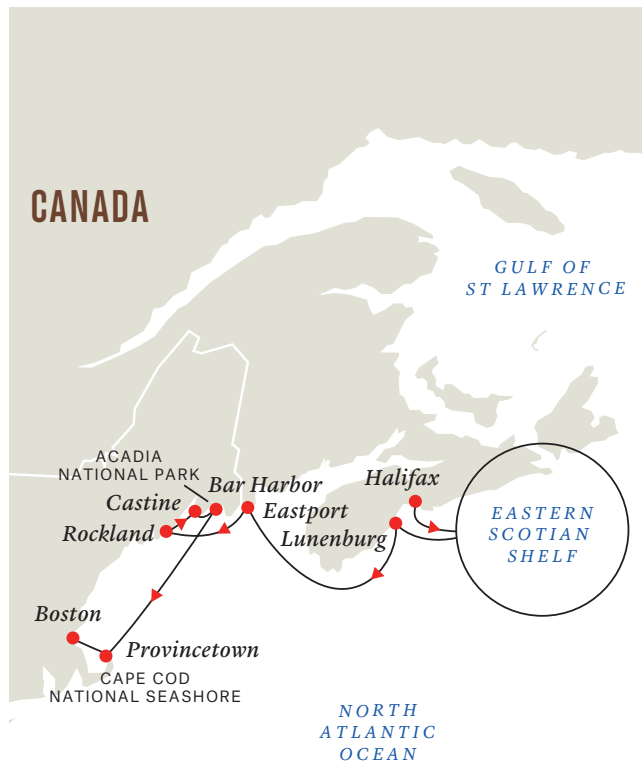 CANADA
GULF OF
ST LAWRENCE
ACADIA
NATIONAL PARK
Bar Harbor
Castine
Rockland
Eastport
Halifax
Lunenburg
EASTERN
SCOTIAN
SHELF
Boston
Provincetown
CAPE COD
NATIONAL SEASHORE
NORTH
ATLANTIC
OCEAN